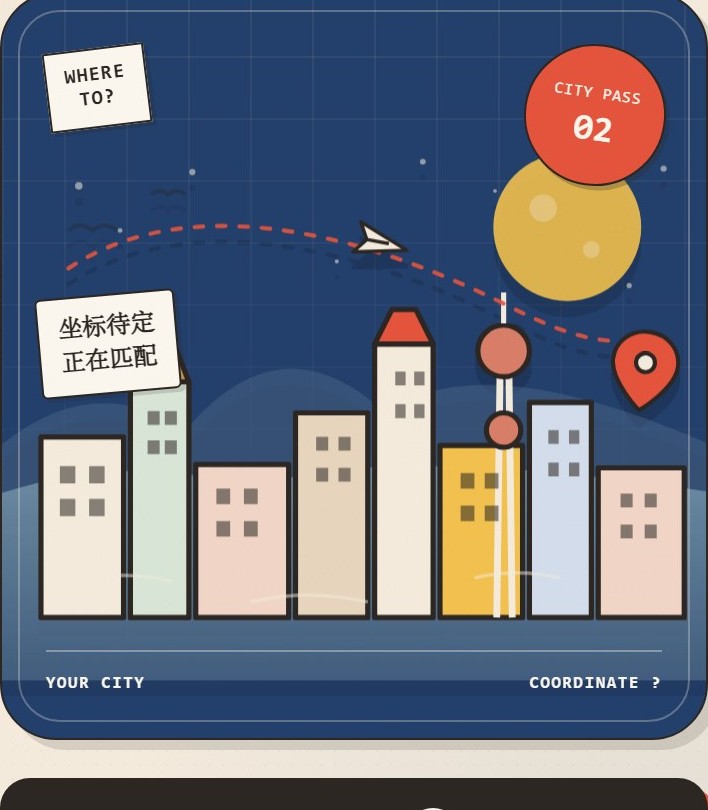 WHERE
TO?
CITY PASS
02
坐标待定
正在匹配
YOUR CITY
COORDINATE ?